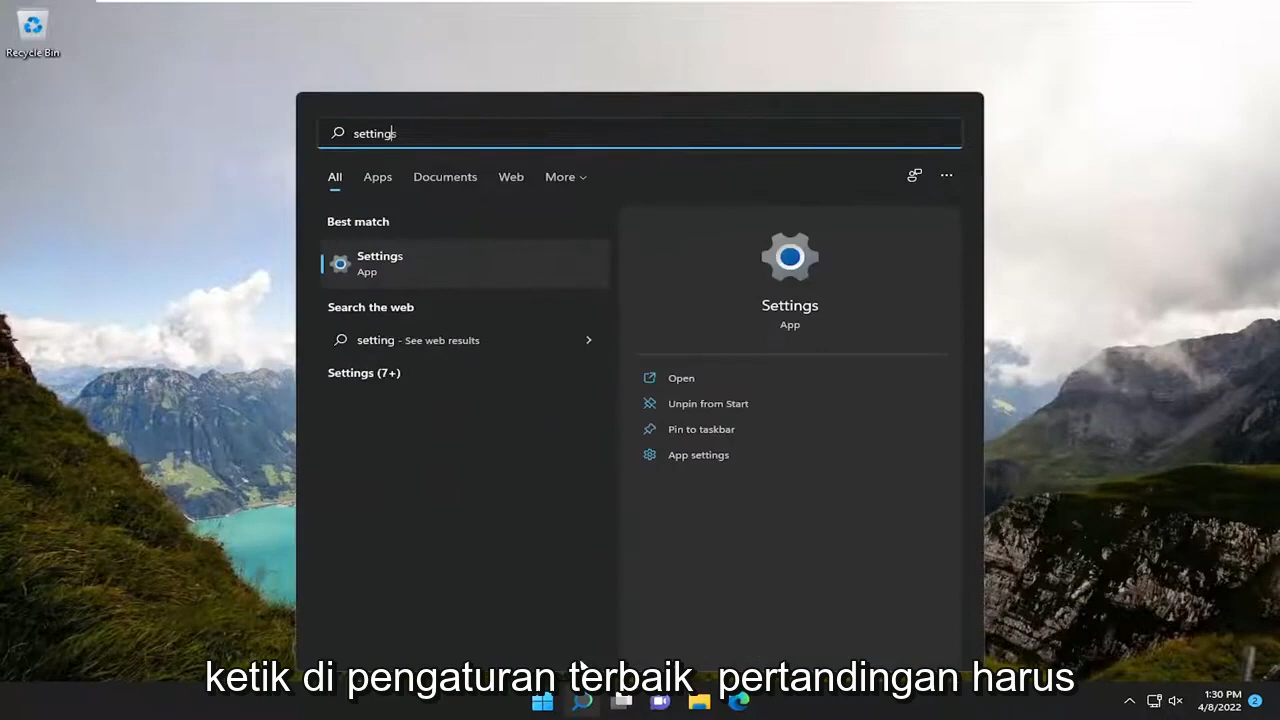 Recycle Bin
settings
All Apps Documents Web More
Best match
Settings
App
Search the web
setting - See web results
Settings (7+)
Settings
App
Open
Unpin from Start
Pin to taskbar
App settings
ketik di pengaturan terbaik pertandingan harus
1:30 PM
4/8/2022
2